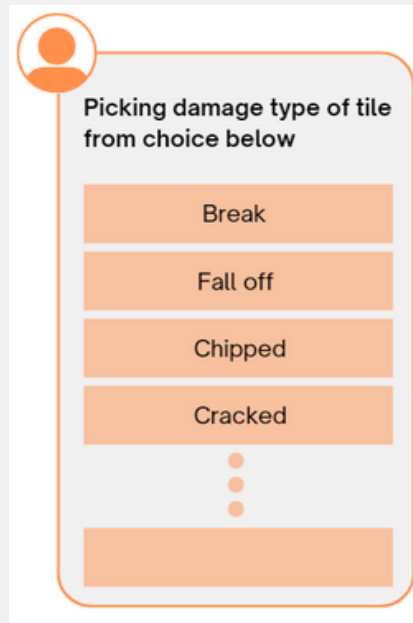 Picking damage type of tile
from choice below
Break
Fall off
Chipped
Cracked